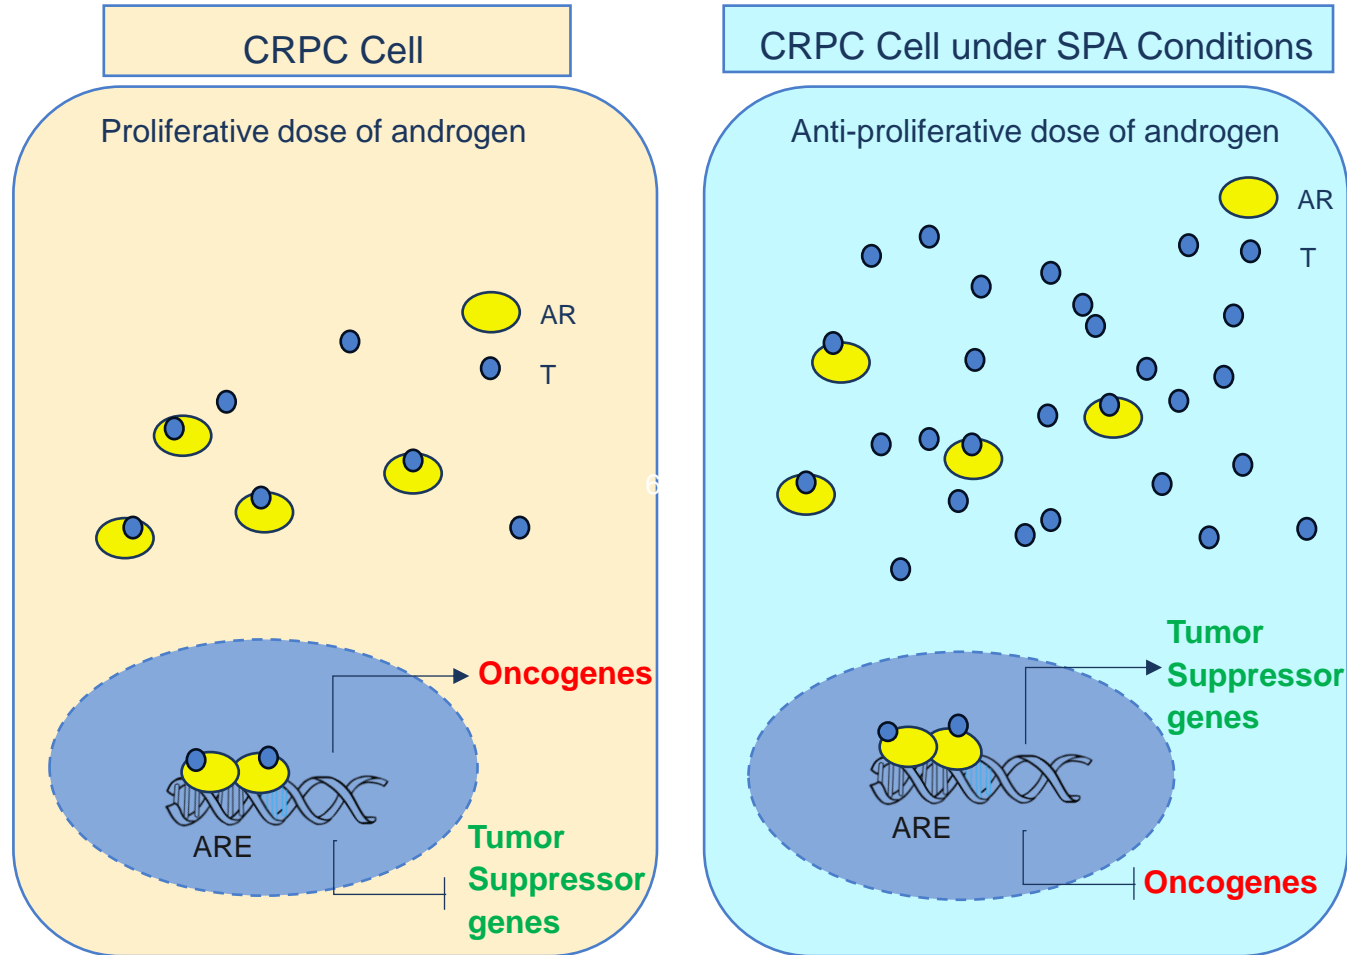 CRPC Cell
Proliferative dose of androgen
AR
T
Oncogenes
ARE
Tumor
Suppressor
genes
6
CRPC Cell under SPA Conditions
Anti-proliferative dose of androgen
AR
T
Tumor
Suppressor
genes
ARE
Oncogenes